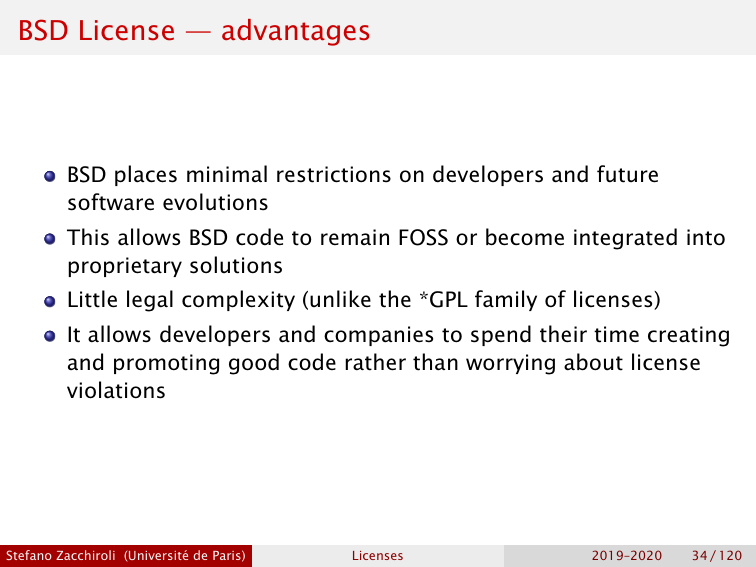 BSD License — advantages
BSD places minimal restrictions on developers and future
software evolutions
This allows BSD code to remain FOSS or become integrated into
proprietary solutions
Little legal complexity (unlike the *GPL family of licenses)
It allows developers and companies to spend their time creating
and promoting good code rather than worrying about license
violations
Stefano Zacchiroli (Université de Paris) Licenses 2019–2020 34 / 120